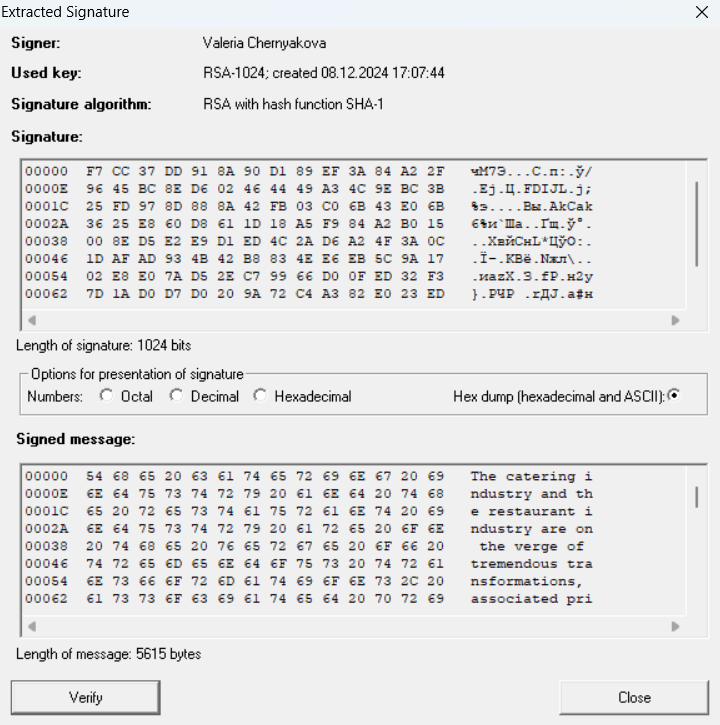 Extracted Signature
Signer: Valeria Chernyakova
Used key: RSA-1024; created 08.12.2024 17:07:44
Signature algorithm: RSA with hash function SHA-1
Signature:
00000 F7 CC 37 DD 91 8A 90 D1 89 EF 3A 84 A2 2F чМ7Э...С.п:.ў/
0000E 96 45 BC 8E D6 02 46 44 49 A3 4C 9E BC 3B .Еј.Ц.FDIJL.ј;
0001C 25 FD 97 8D 88 8A 42 FB 03 C0 6B 43 E0 6B %э....Вы.АkCаk
0002A 36 25 E8 60 D8 61 1D 18 A5 F9 84 A2 B0 15 6%и`Шa..Ґщ.ў°.
00038 00 8E D5 E2 E9 D1 ED 4C 2A D6 A2 4F 3A 0C ..ХвйСнL*ЦўO:.
00046 1D AF AD 93 4B 42 B8 83 4E E6 EB 5C 9A 17 .Ї-.KBё.Nжл\..
00054 02 E8 E0 7A D5 2E C7 99 66 D0 0F ED 32 F3 .иаzХ.З.fР.н2у
00062 7D 1A D0 D7 D0 20 9A 72 C4 A3 82 E0 23 ED }.РЧР .rДЈ.а#н
Length of signature: 1024 bits
Options for presentation of signature
Numbers: Octal Decimal Hexadecimal Hex dump (hexadecimal and ASCII):
Signed message:
00000 54 68 65 20 63 61 74 65 72 69 6E 67 20 69 The catering i
0000E 6E 64 75 73 74 72 79 20 61 6E 64 20 74 68 ndustry and th
0001C 65 20 72 65 73 74 61 75 72 61 6E 74 20 69 e restaurant i
0002A 6E 64 75 73 74 72 79 20 61 72 65 20 6F 6E ndustry are on
00038 20 74 68 65 20 76 65 72 67 65 20 6F 66 20 the verge of
00046 74 72 65 6D 65 6E 64 6F 75 73 20 74 72 61 tremendous tra
00054 6E 73 66 6F 72 6D 61 74 69 6F 6E 73 2C 20 nsformations,
00062 61 73 73 6F 63 69 61 74 65 64 20 70 72 69 associated pri
Length of message: 5615 bytes
Verify Close